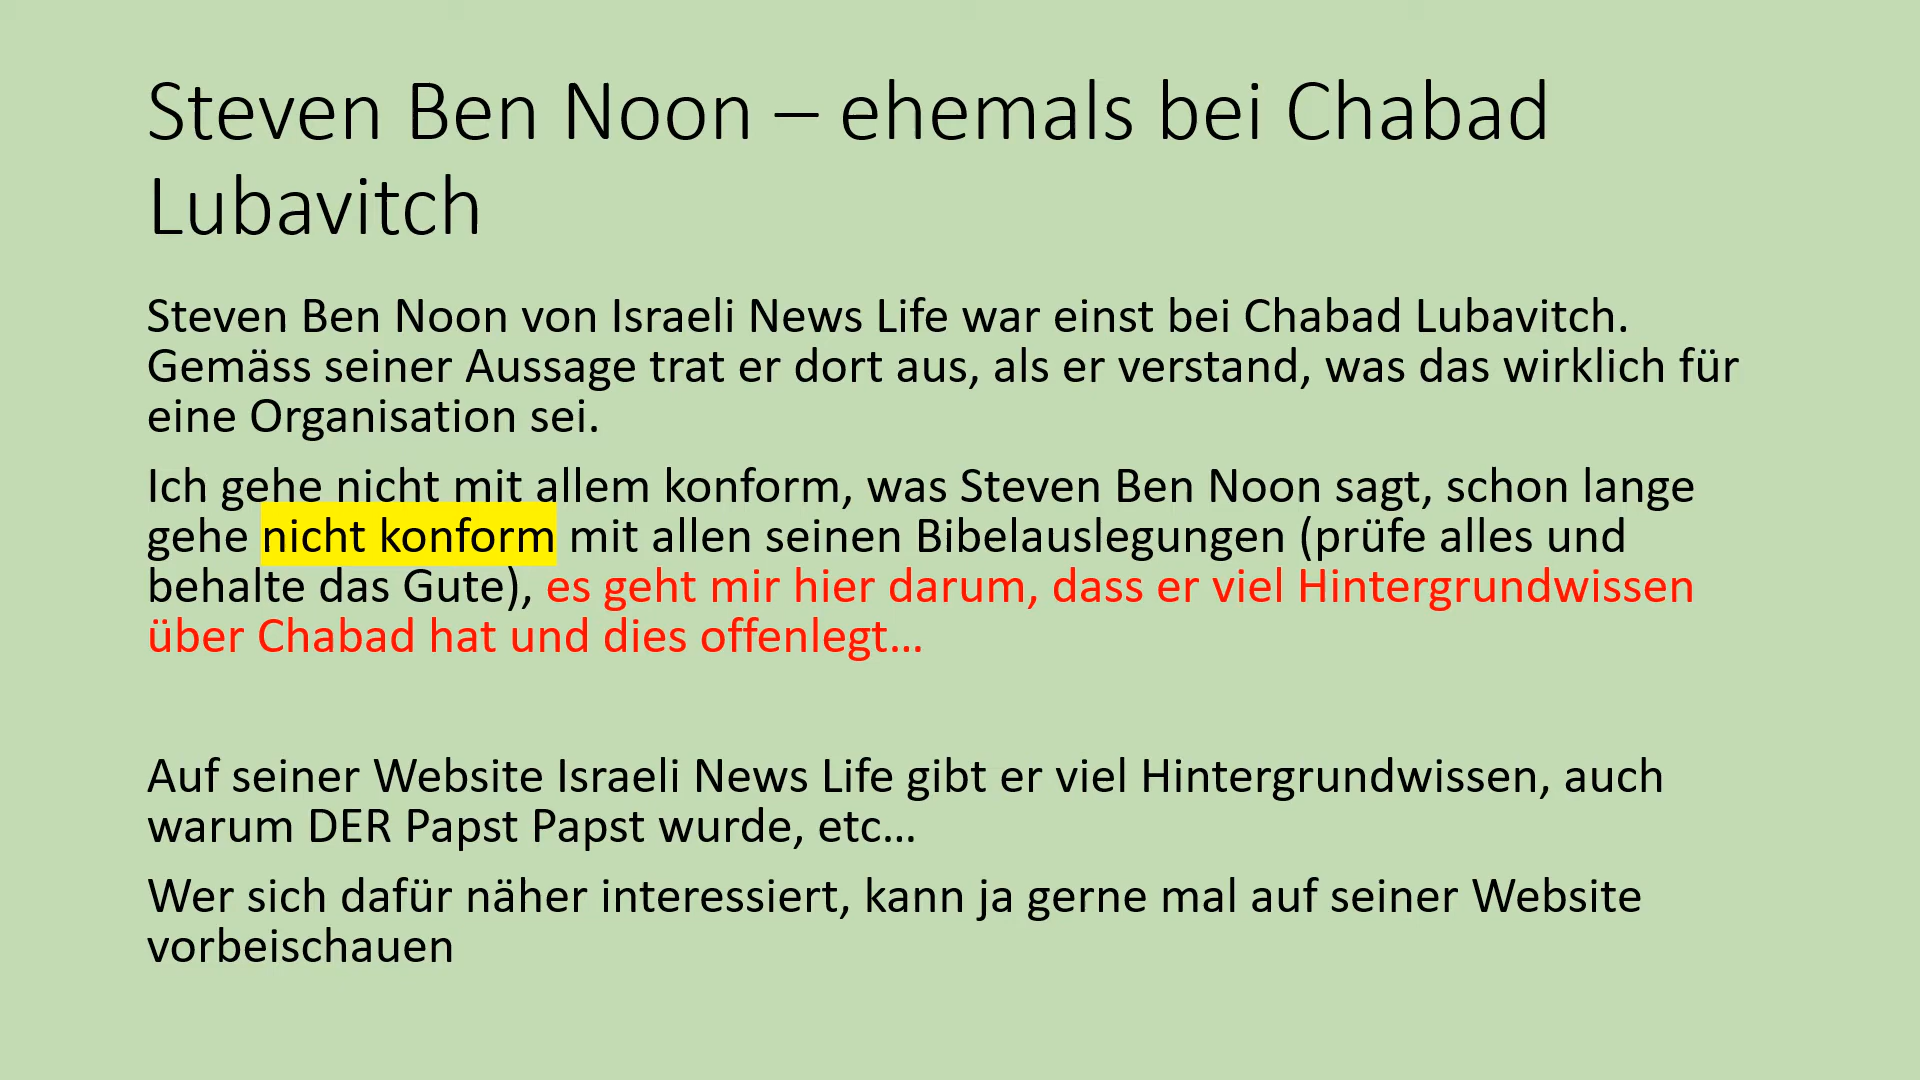 Steven Ben Noon – ehemals bei Chabad
Lubavitch
Steven Ben Noon von Israeli News Life war einst bei Chabad Lubavitch.
Gemäss seiner Aussage trat er dort aus, als er verstand, was das wirklich für
eine Organisation sei.
Ich gehe nicht mit allem konform, was Steven Ben Noon sagt, schon lange
gehe nicht konform mit allen seinen Bibelauslegungen (prüfe alles und
behalte das Gute), es geht mir hier darum, dass er viel Hintergrundwissen
über Chabad hat und dies offenlegt...
Auf seiner Website Israeli News Life gibt er viel Hintergrundwissen, auch
warum DER Papst Papst wurde, etc...
Wer sich dafür näher interessiert, kann ja gerne mal auf seiner Website
vorbeischauen